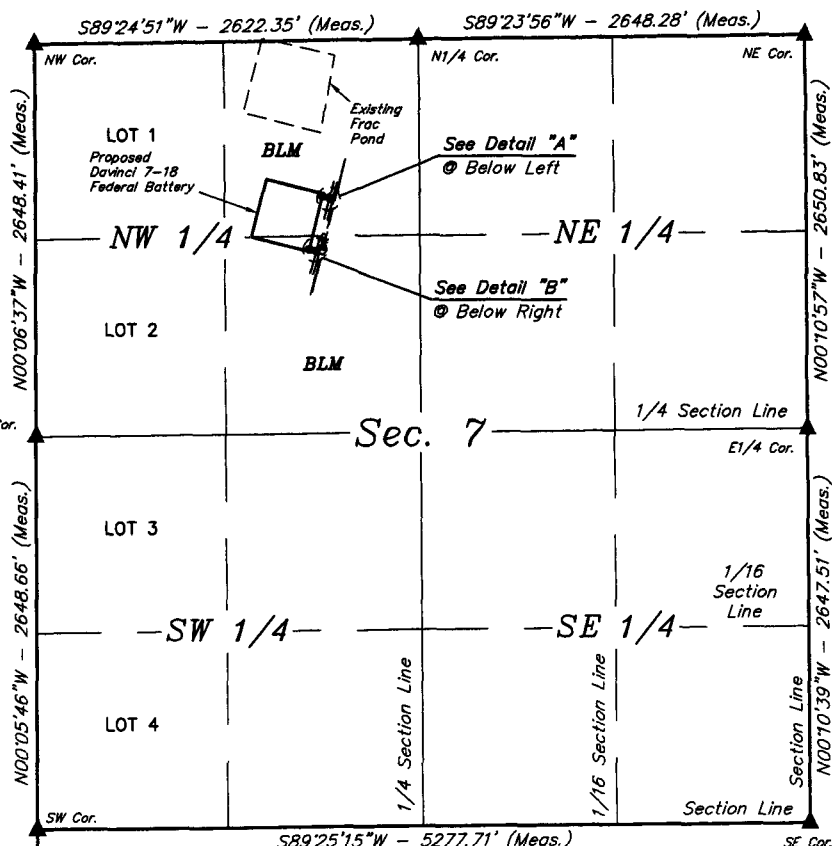 S89°24'51"W - 2622.35' (Meas.)
S89°23'56"W - 2648.28' (Meas.)
NW Cor.
N1/4 Cor.
NE Cor.
N00°06'37"W - 2648.41' (Meas.)
N00°10'57"W - 2650.83' (Meas.)
Existing
Frac
Pond
LOT 1
BLM
See Detail "A"
@ Below Left
Proposed
Davinci 7-18
Federal Battery
NW 1/4
NE 1/4
See Detail "B"
@ Below Right
LOT 2
BLM
1/4 Section Line
Cor.
Sec. 7
E1/4 Cor.
N00°05'46"W - 2648.66' (Meas.)
N00°10'39"W - 2647.51' (Meas.)
LOT 3
1/16
Section
Line
SW 1/4
SE 1/4
LOT 4
1/4 Section Line
1/16 Section Line
Section Line
Section Line
SW Cor.
S89°25'15"W - 5277.71' (Meas.)
SE Cor.